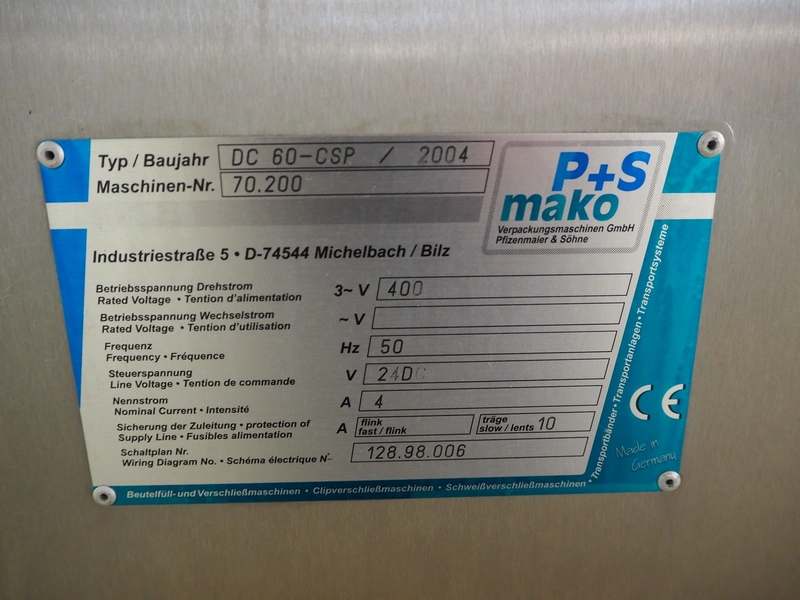 Typ / Baujahr DC 60-CSP / 2004
Maschinen-Nr. 70.200
P+S
mako
Verpackungsmaschinen GmbH
Pfizenmaier & Söhne
Industriestraße 5 • D-74544 Michelbach / Bilz
Betriebsspannung Drehstrom
Rated Voltage • Tention d'alimentation
3~ V 400
Betriebsspannung Wechselstrom
Rated Voltage • Tention d'utilisation
~ V
Frequenz
Frequency • Fréquence
Hz 50
Steuerspannung
Line Voltage • Tention de commande
V 24DC
Nennstrom
Nominal Current • Intensité
A 4
Sicherung der Zuleitung • protection of
Supply Line • Fusibles alimentation
A flink
fast / flink
träge
slow / lents 10
Schaltplan Nr.
Wiring Diagram No. • Schéma électrique N°
128.98.006
CE
Made in
Germany
Beutelfüll- und Verschließmaschinen • Clipverschließmaschinen • Schweißverschließmaschinen •
Transportbänder • Transportanlagen • Transportsysteme